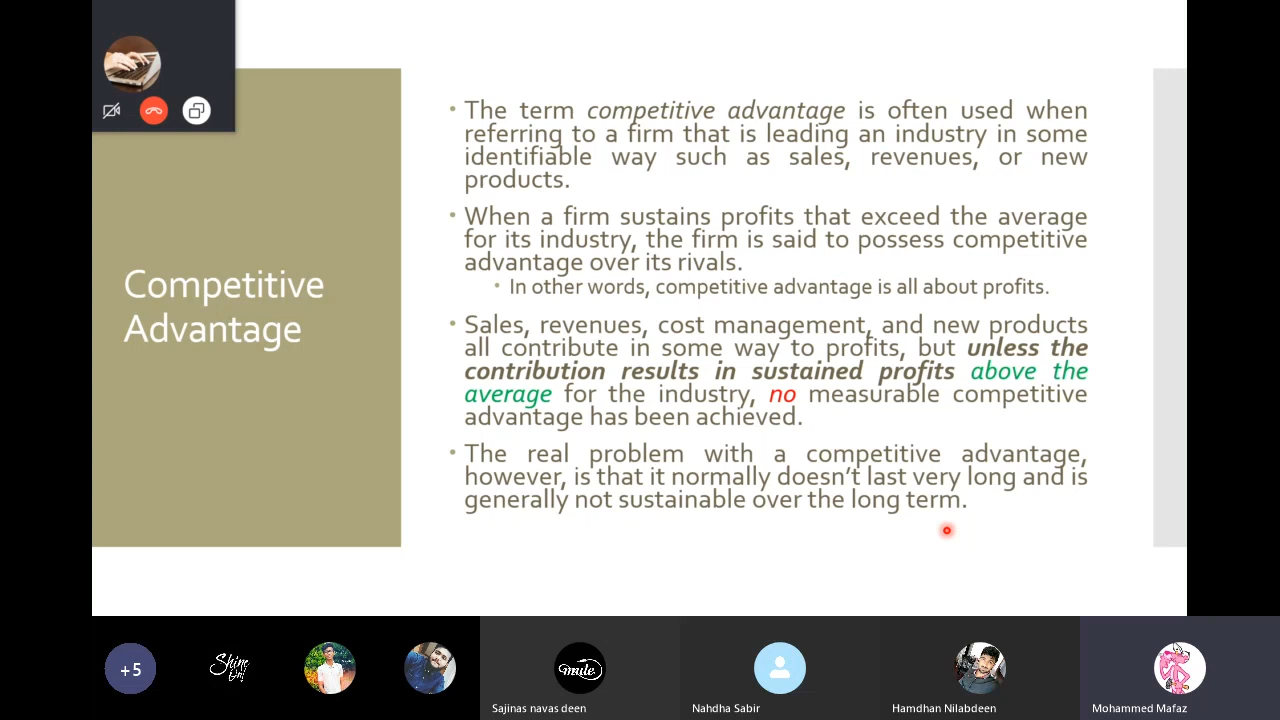 Competitive
Advantage
• The term competitive advantage is often used when
referring to a firm that is leading an industry in some
identifiable way such as sales, revenues, or new
products.
• When a firm sustains profits that exceed the average
for its industry, the firm is said to possess competitive
advantage over its rivals.
• In other words, competitive advantage is all about profits.
• Sales, revenues, cost management, and new products
all contribute in some way to profits, but unless the
contribution results in sustained profits above the
average for the industry, no measurable competitive
advantage has been achieved.
• The real problem with a competitive advantage,
however, is that it normally doesn't last very long and is
generally not sustainable over the long term.
+5
Shine
mute
Sajinas navas deen
Nahdha Sabir
Hamdhan Nilabdeen
Mohammed Mafaz